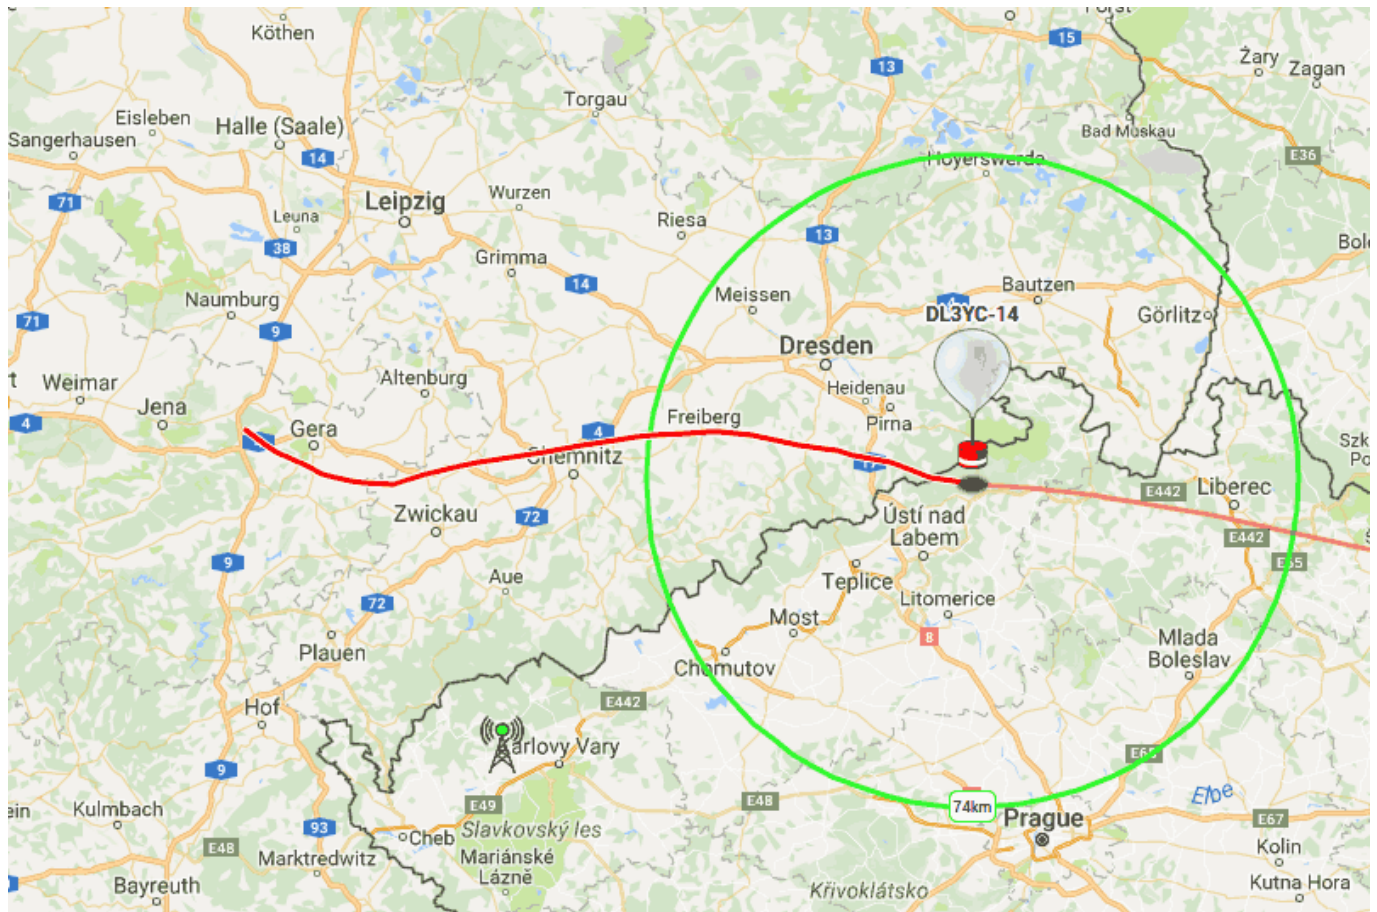 Forst
Köthen
15
13
Żary
Zagan
Torgau
Eisleben
Halle (Saale)
Bad Muskau
Sangerhausen
14
E36
Hoyerswerda
Wurzen
71
Leipzig
Leuna
Riesa
13
38
Grimma
14
Bautzen
Naumburg
Meissen
DL3YC-14
Görlitz
71
9
Dresden
Weimar
Altenburg
Heidenau
Jena
Freiberg
Pirna
4
Gera
4
Chemnitz
17
E442
Liberec
Zwickau
72
Ústí nad
Labem
E442
9
E65
Aue
Teplice
72
Litomerice
Most
8
Mlada
Boleslav
Plauen
Chomutov
E442
Hof
Karlovy Vary
E65
9
Elbe
Kulmbach
E49
E48
74km
Prague
E67
93
Cheb
Slavkovský les
E48
Marktredwitz
Mariánské
Lázně
Kolin
Bayreuth
Křivoklátsko
Kutna Hora